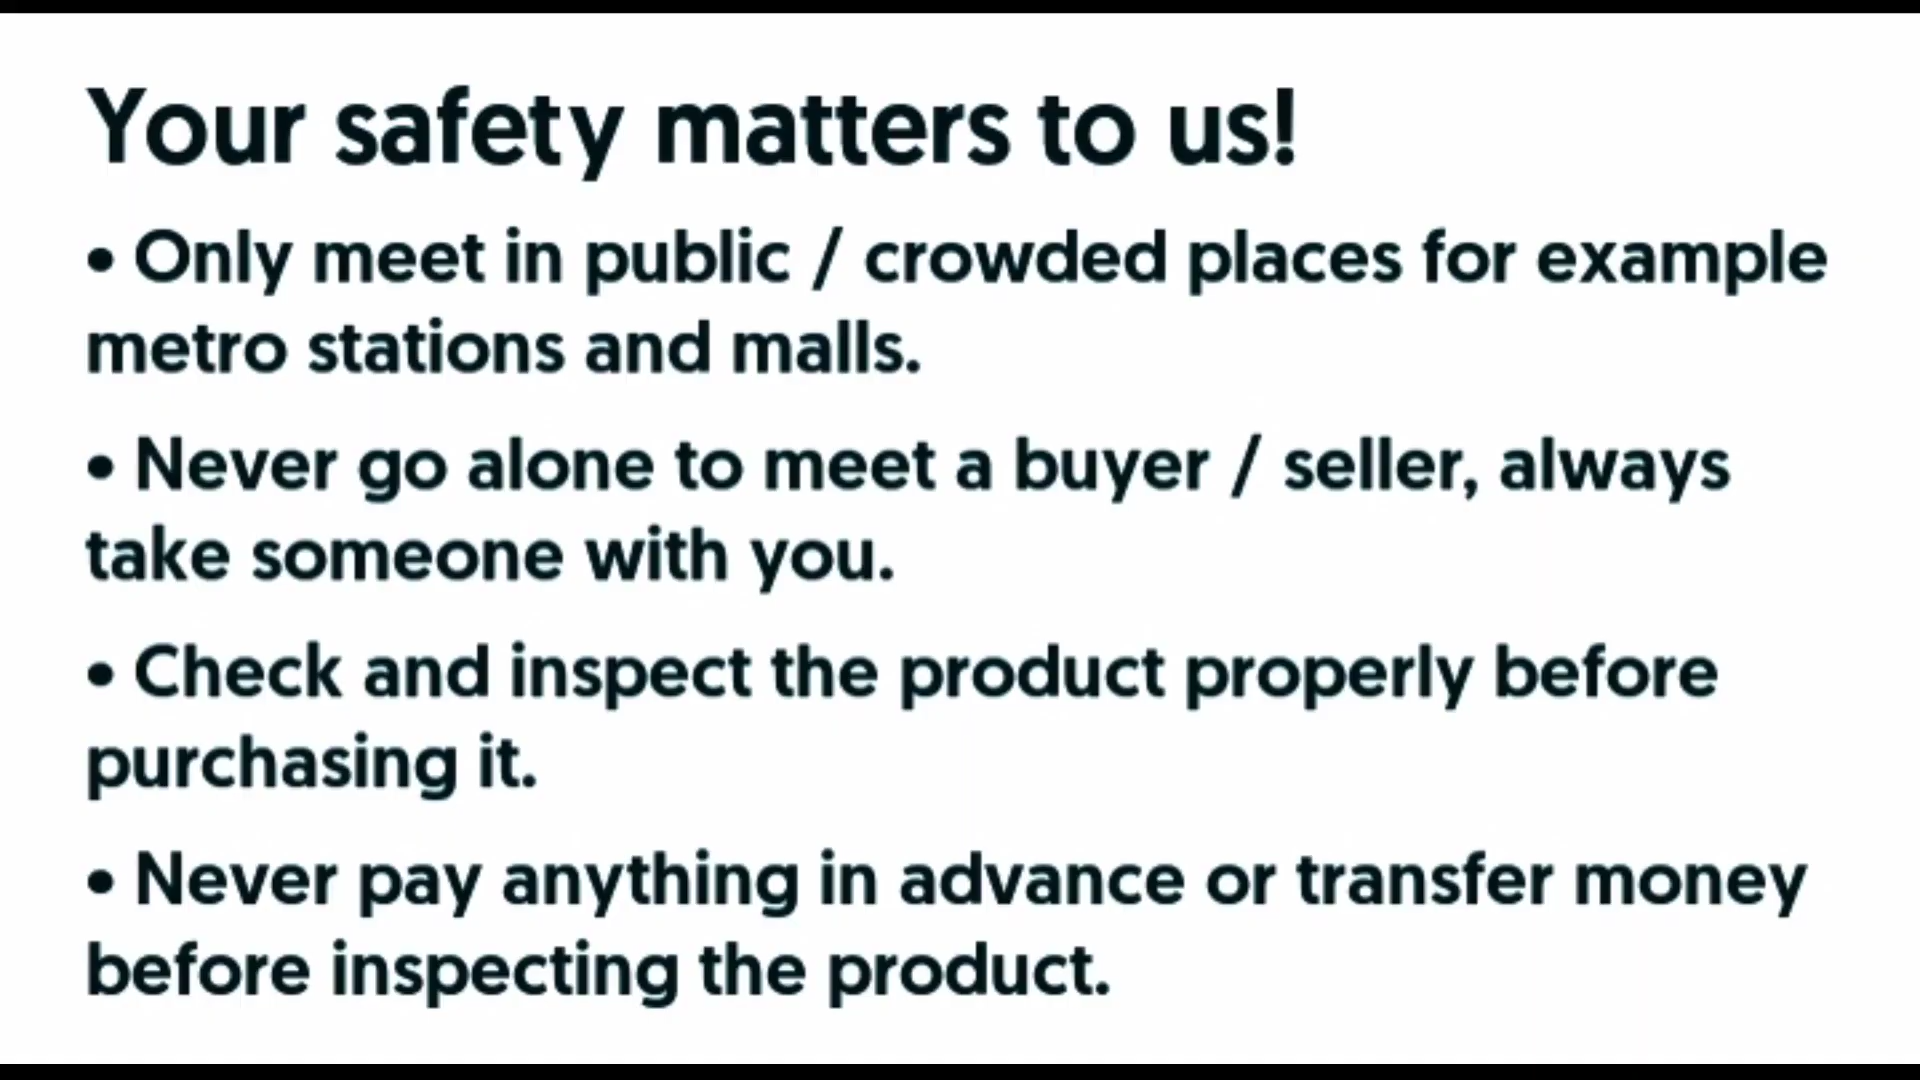 Your safety matters to us!
• Only meet in public / crowded places for example
metro stations and malls.
• Never go alone to meet a buyer / seller, always
take someone with you.
• Check and inspect the product properly before
purchasing it.
• Never pay anything in advance or transfer money
before inspecting the product.